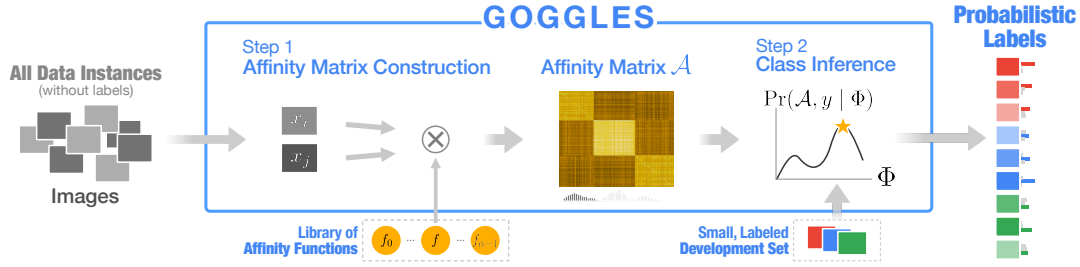 GOGGLES
All Data Instances
(without labels)
Images
Step 1
Affinity Matrix Construction
x_i
x_j
Library of
Affinity Functions
f_0 ... f ... f_{n-1}
Affinity Matrix 𝒜
Step 2
Class Inference
Pr(𝒜, y | Φ)
Φ
Small, Labeled
Development Set
Probabilistic
Labels